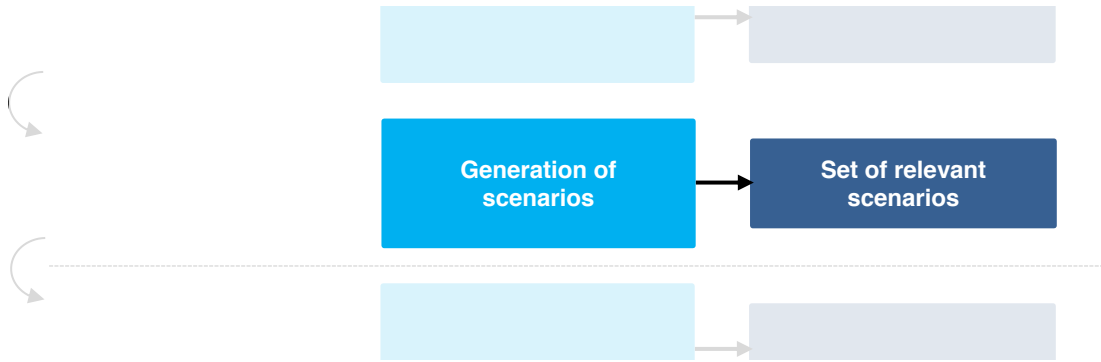 Generation of
scenarios
Set of relevant
scenarios